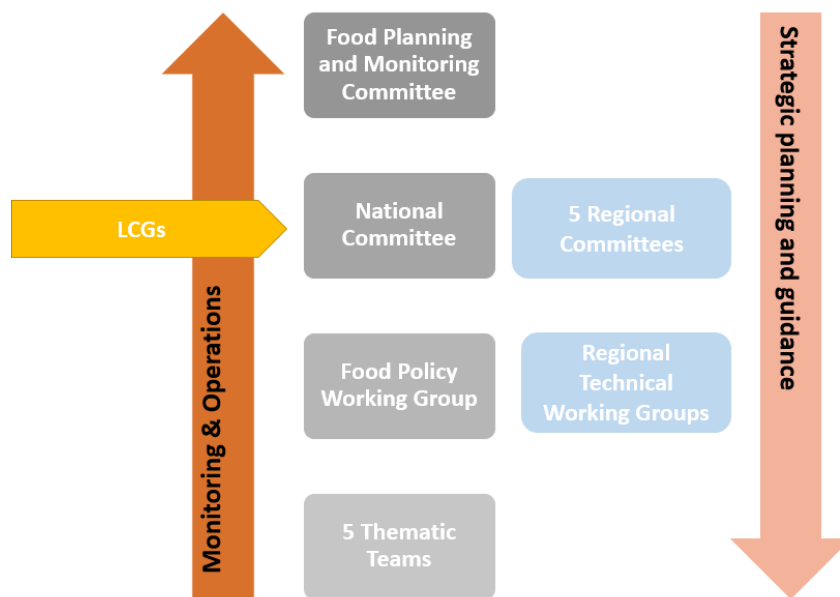 Food Planning
and Monitoring
Committee
Strategic planning and guidance
LCGs
National
Committee
5 Regional
Committees
Monitoring & Operations
Food Policy
Working Group
Regional
Technical
Working Groups
5 Thematic
Teams